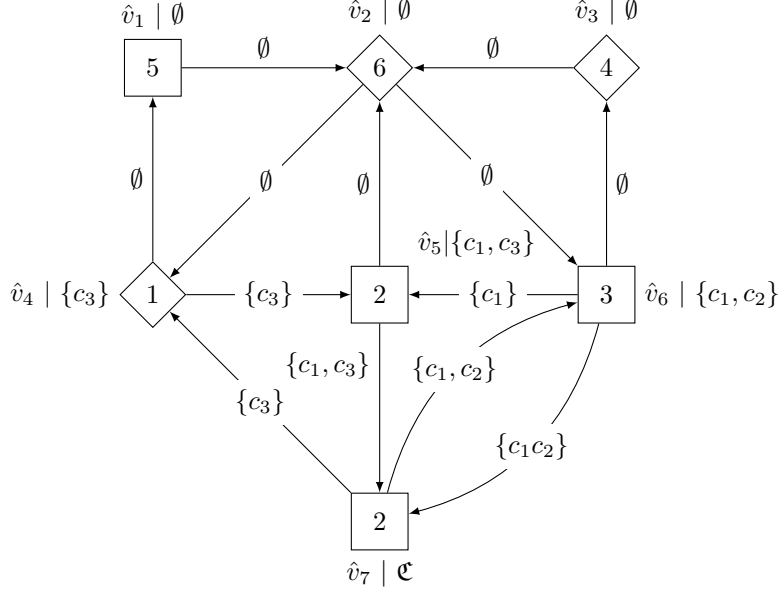 v̂₁ | ∅ v̂₂ | ∅ v̂₃ | ∅
5 ∅ 6 ∅ 4
∅ ∅ ∅ ∅ ∅
v̂₅|{c₁, c₃}
v̂₄ | {c₃} 1 {c₃} 2 {c₁} 3 v̂₆ | {c₁, c₂}
{c₁, c₃} {c₁, c₂}
{c₃}
{c₁c₂}
2
v̂₇ | ℭ